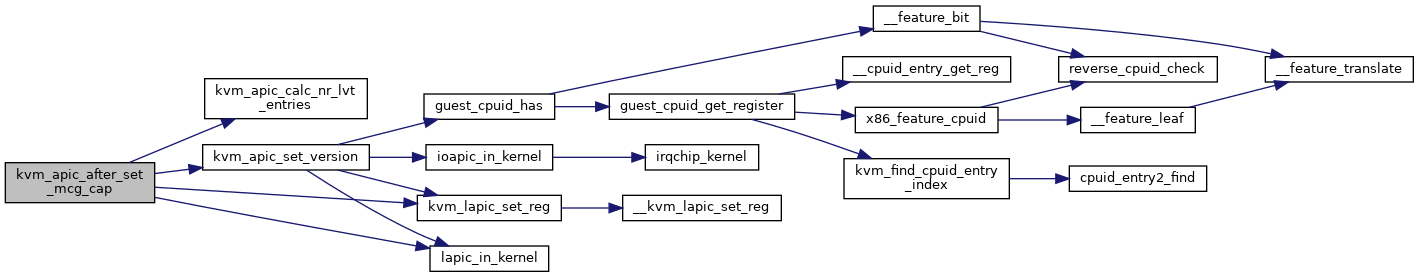 kvm_apic_after_set
_mcg_cap
kvm_apic_calc_nr_lvt
_entries
kvm_apic_set_version
guest_cpuid_has
ioapic_in_kernel
kvm_lapic_set_reg
lapic_in_kernel
guest_cpuid_get_register
irqchip_kernel
__kvm_lapic_set_reg
__feature_bit
__cpuid_entry_get_reg
x86_feature_cpuid
kvm_find_cpuid_entry
_index
reverse_cpuid_check
__feature_leaf
cpuid_entry2_find
__feature_translate